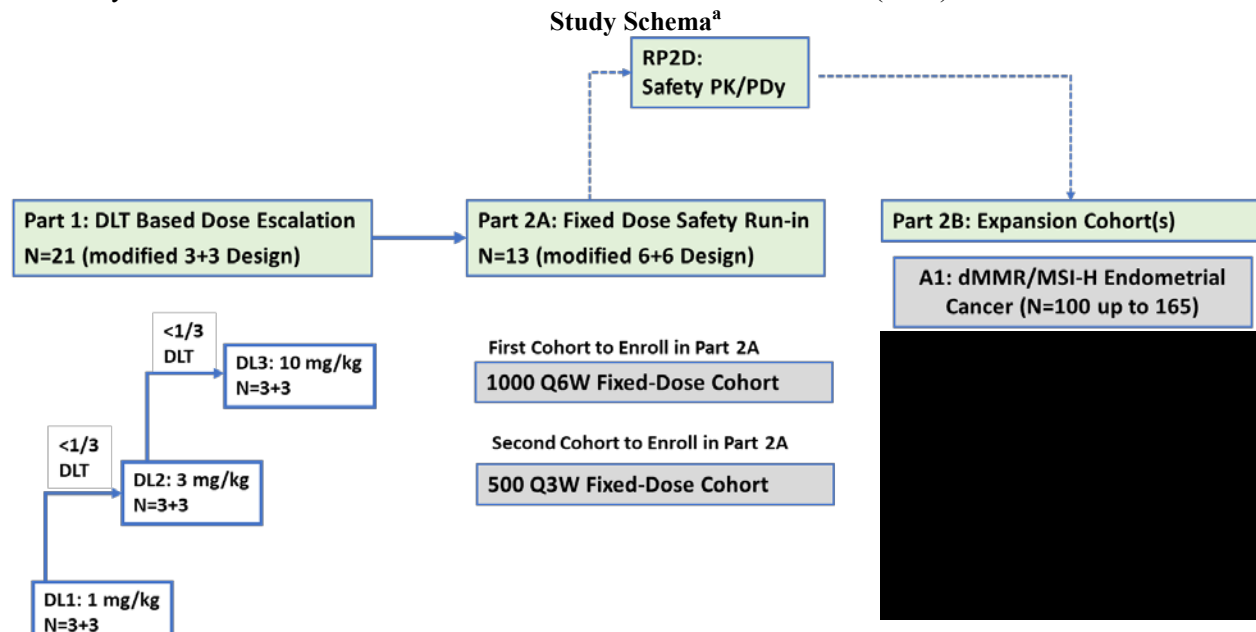 Study Schemaa
RP2D:
Safety PK/PDy
Part 1: DLT Based Dose Escalation
N=21 (modified 3+3 Design)
Part 2A: Fixed Dose Safety Run-in
N=13 (modified 6+6 Design)
Part 2B: Expansion Cohort(s)
A1: dMMR/MSI-H Endometrial
Cancer (N=100 up to 165)
<1/3
DLT
DL3: 10 mg/kg
N=3+3
First Cohort to Enroll in Part 2A
1000 Q6W Fixed-Dose Cohort
<1/3
DLT
DL2: 3 mg/kg
N=3+3
Second Cohort to Enroll in Part 2A
500 Q3W Fixed-Dose Cohort
DL1: 1 mg/kg
N=3+3